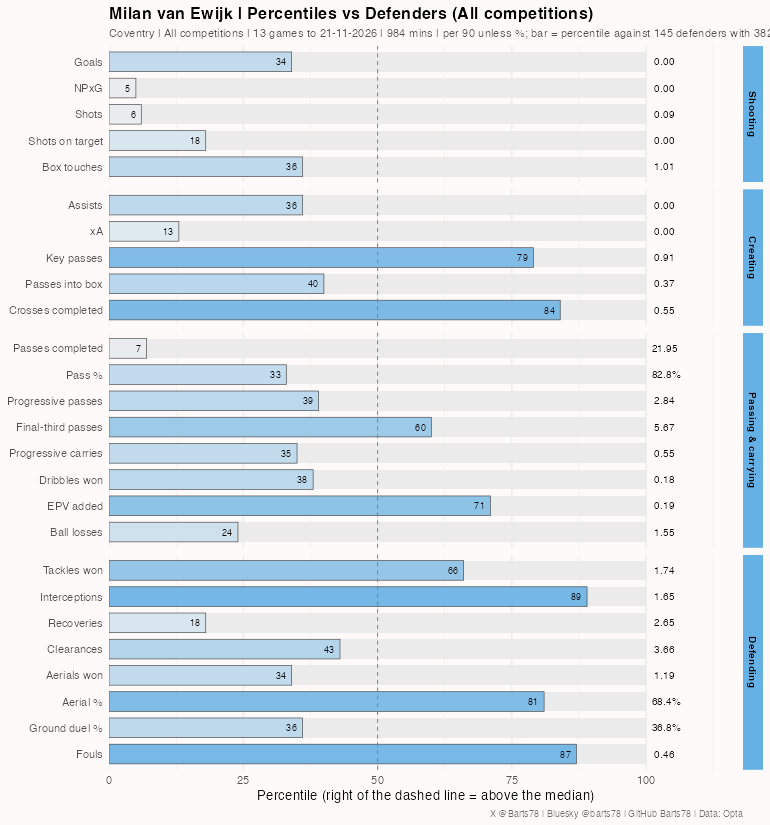 Milan van Ewijk | Percentiles vs Defenders (All competitions)
Coventry | All competitions | 13 games to 21-11-2026 | 984 mins | per 90 unless %; bar = percentile against 145 defenders with 382
Goals 34 0.00
NPxG 5 0.00
Shots 6 0.09
Shots on target 18 0.00
Box touches 36 1.01
Shooting
Assists 36 0.00
xA 13 0.00
Key passes 79 0.91
Passes into box 40 0.37
Crosses completed 84 0.55
Creating
Passes completed 7 21.95
Pass % 33 82.8%
Progressive passes 39 2.84
Final-third passes 60 5.67
Progressive carries 35 0.55
Dribbles won 38 0.18
EPV added 71 0.19
Ball losses 24 1.55
Passing & carrying
Tackles won 66 1.74
Interceptions 89 1.65
Recoveries 18 2.65
Clearances 43 3.66
Aerials won 34 1.19
Aerial % 81 68.4%
Ground duel % 36 36.8%
Fouls 87 0.46
Defending
0 25 50 75 100
Percentile (right of the dashed line = above the median)
X @Barts78 | Bluesky @barts78 | GitHub Barts78 | Data: Opta